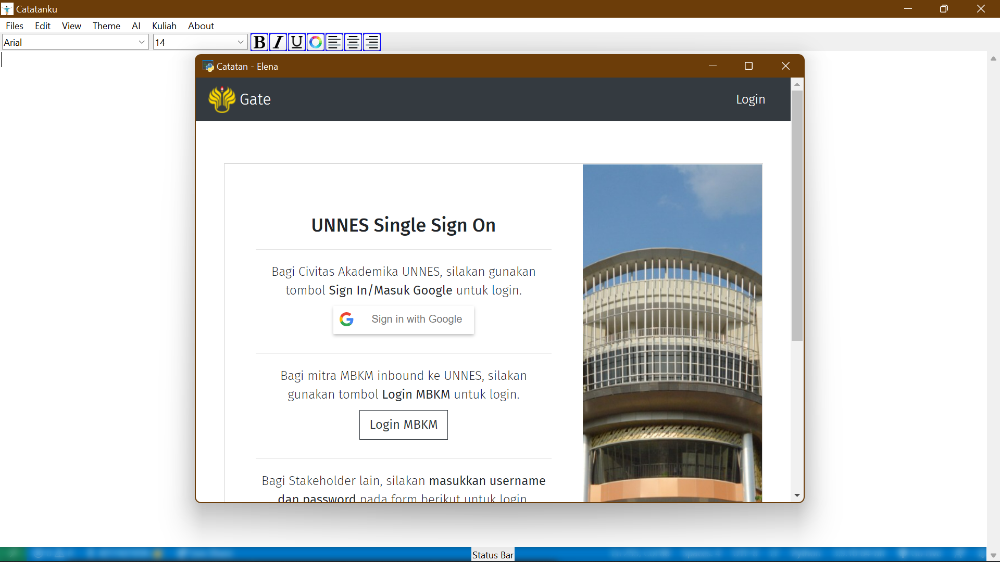 Catatanku
Files Edit View Theme AI Kuliah About
Arial 14 B I U
Catatan - Elena
Gate Login
UNNES Single Sign On
Bagi Civitas Akademika UNNES, silakan gunakan
tombol Sign In/Masuk Google untuk login.
Sign in with Google
Bagi mitra MBKM inbound ke UNNES, silakan
gunakan tombol Login MBKM untuk login.
Login MBKM
Bagi Stakeholder lain, silakan masukkan username
dan password pada form berikut untuk login
Status Bar